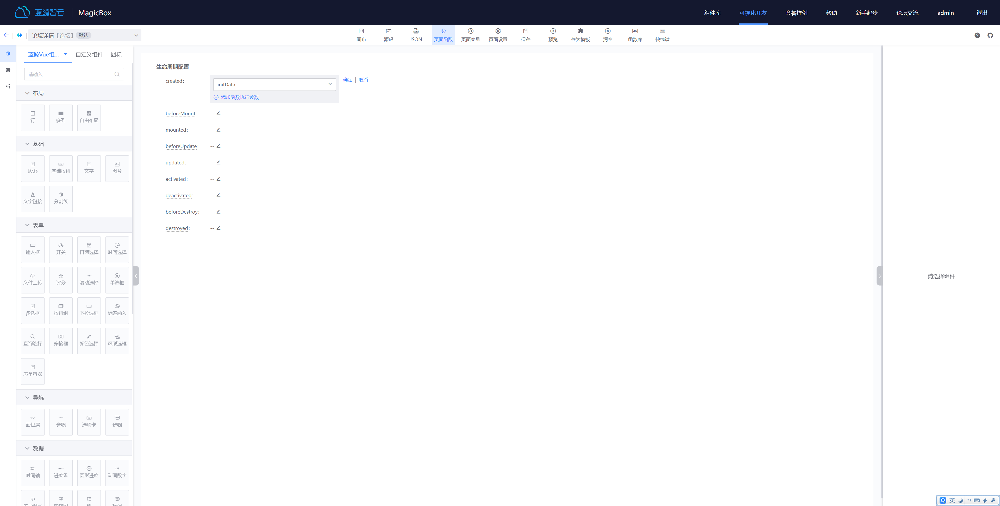 蓝鲸智云 MagicBox 组件库 可视化开发 套餐样例 帮助 新手起步 论坛交流 admin 退出
论坛详情【论坛】 默认
画布 源码 JSON 页面函数 页面变量 页面设置 保存 预览 存为模板 清空 函数库 快捷键
蓝鲸Vue组... 自定义组件 图标
请输入
布局
行 多列 自由布局
基础
段落 基础按钮 文字 图片
文字链接 分割线
表单
输入框 开关 日期选择 时间选择
文件上传 评分 滑动选择 单选框
多选框 按钮组 下拉选框 标签输入
查询选择 穿梭框 颜色选择 级联选框
表单容器
导航
面包屑 步骤 选项卡 步骤
数据
时间轴 进度条 圆形进度 动画数字
差异对比 轮播图 树 标记
生命周期配置
created: initData 确定 | 取消
添加函数执行参数
beforeMount: --
mounted: --
beforeUpdate: --
updated: --
activated: --
deactivated: --
beforeDestroy: --
destroyed: --
请选择组件
英